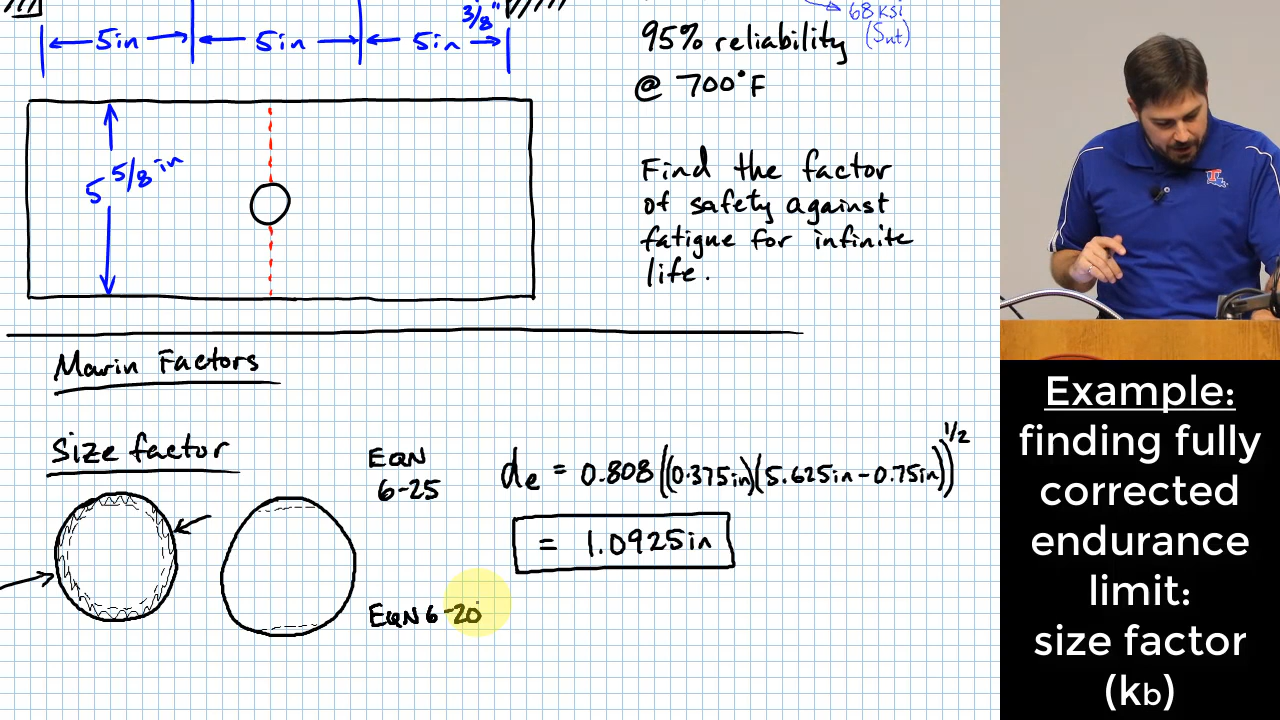 3/8"
5in 5in 5in
68 ksi
(Sut)
95% reliability
@ 700°F
5 5/8 in
Find the factor
of safety against
fatigue for infinite
life.
Marin Factors
Size factor
EQN
6-25
de = 0.808((0.375in)(5.625in-0.75in))^1/2
= 1.0925in
EQN 6-20
Example:
finding fully
corrected
endurance
limit:
size factor
(kb)